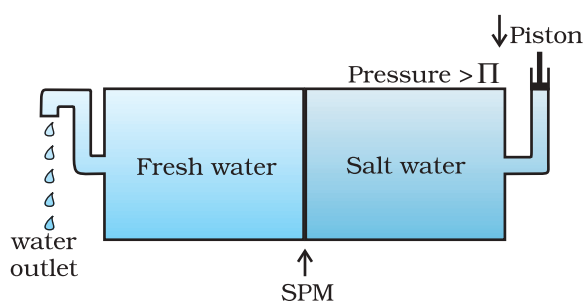 Piston
Pressure > Π
Fresh water
Salt water
water
outlet
SPM